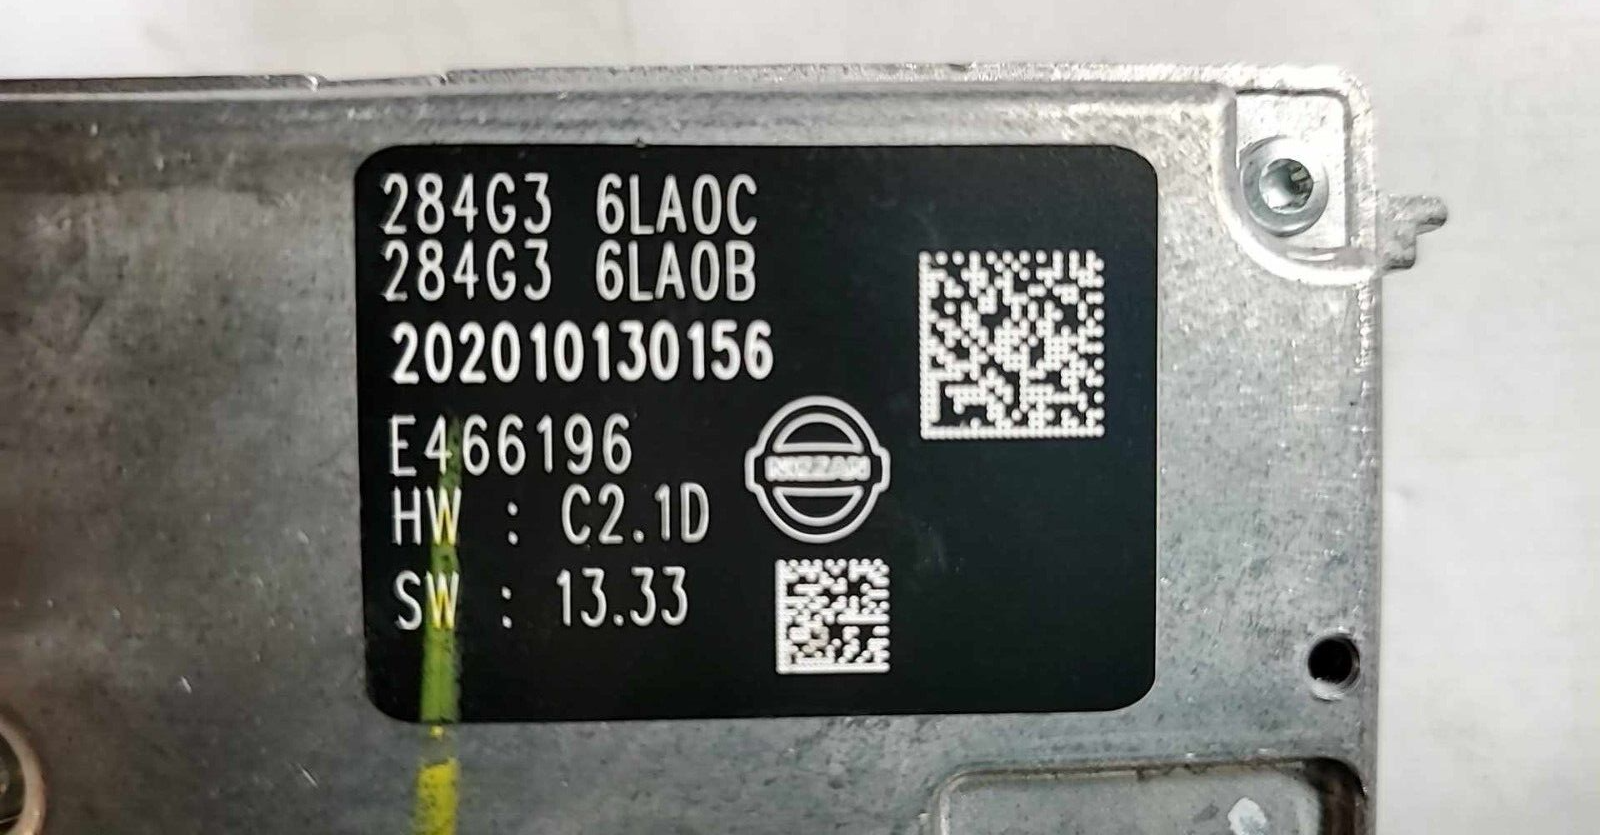 284G3 6LA0C
284G3 6LA0B
202010130156
E466196
HW : C2.1D
NISSAN
SW : 13.33